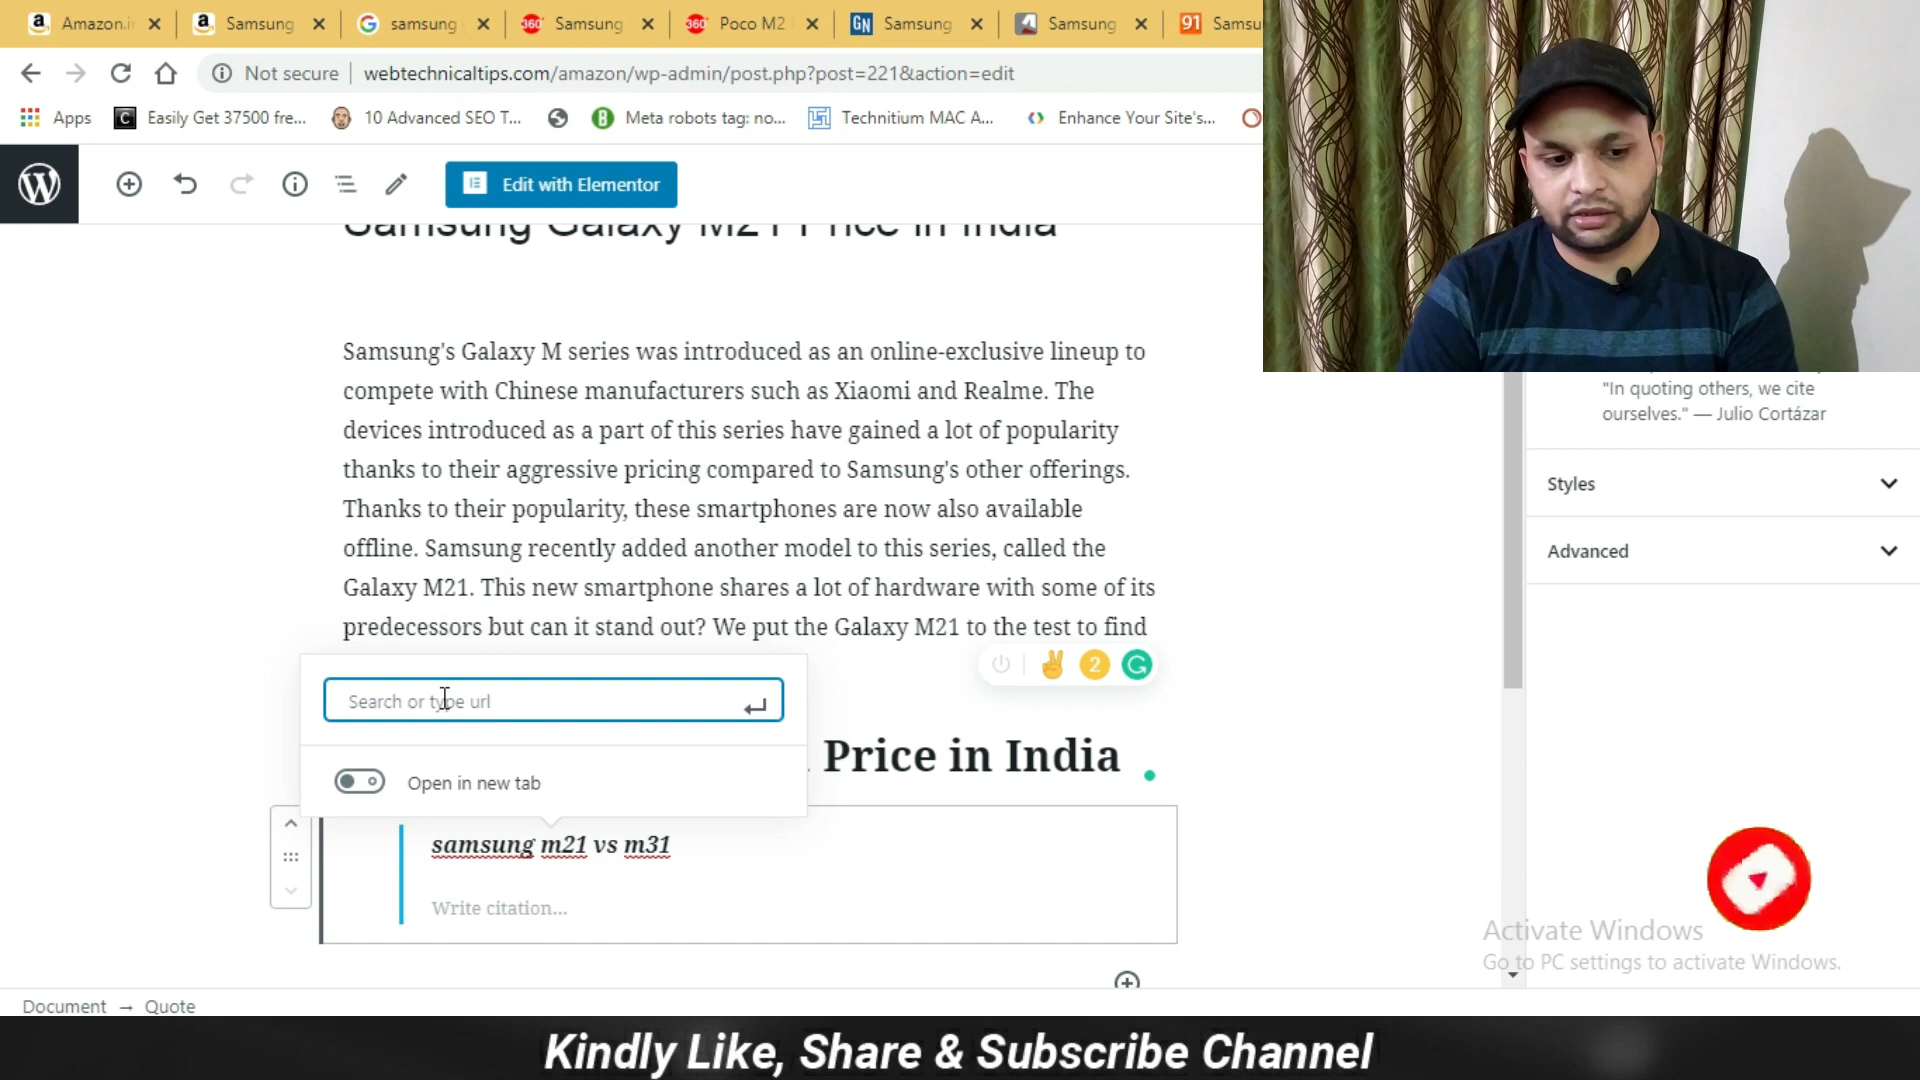 Amazon.in
Samsung
samsung
Samsung
Poco M2
Samsung
Samsung
Samsu
Not secure
webtechnicaltips.com/amazon/wp-admin/post.php?post=221&action=edit
Apps
Easily Get 37500 fre...
10 Advanced SEO T...
Meta robots tag: no...
Technitium MAC A...
Enhance Your Site's...
Edit with Elementor
Samsung Galaxy M21 Price in India
Samsung's Galaxy M series was introduced as an online-exclusive lineup to
compete with Chinese manufacturers such as Xiaomi and Realme. The
devices introduced as a part of this series have gained a lot of popularity
thanks to their aggressive pricing compared to Samsung's other offerings.
Thanks to their popularity, these smartphones are now also available
offline. Samsung recently added another model to this series, called the
Galaxy M21. This new smartphone shares a lot of hardware with some of its
predecessors but can it stand out? We put the Galaxy M21 to the test to find
2
Search or type url
Open in new tab
Price in India
samsung m21 vs m31
Write citation...
"In quoting others, we cite
ourselves." — Julio Cortázar
Styles
Advanced
Activate Windows
Go to PC settings to activate Windows.
Document → Quote
Kindly Like, Share & Subscribe Channel